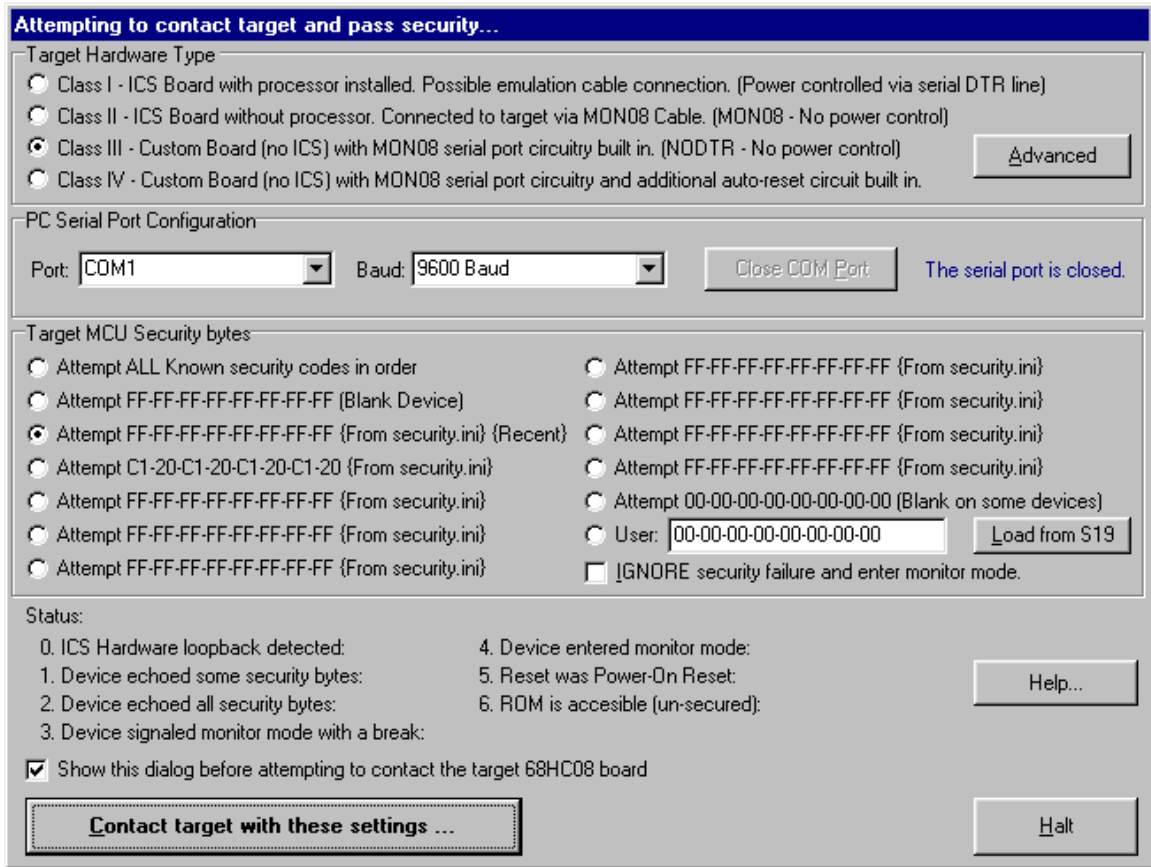 Attempting to contact target and pass security...
Target Hardware Type
Class I - ICS Board with processor installed. Possible emulation cable connection. (Power controlled via serial DTR line)
Class II - ICS Board without processor. Connected to target via MON08 Cable. (MON08 - No power control)
Class III - Custom Board (no ICS) with MON08 serial port circuitry built in. (NODTR - No power control)
Class IV - Custom Board (no ICS) with MON08 serial port circuitry and additional auto-reset circuit built in.
Advanced
PC Serial Port Configuration
Port: COM1 Baud: 9600 Baud Close COM Port The serial port is closed.
Target MCU Security bytes
Attempt ALL Known security codes in order
Attempt FF-FF-FF-FF-FF-FF-FF-FF (Blank Device)
Attempt FF-FF-FF-FF-FF-FF-FF-FF {From security.ini} {Recent}
Attempt C1-20-C1-20-C1-20-C1-20 {From security.ini}
Attempt FF-FF-FF-FF-FF-FF-FF-FF {From security.ini}
Attempt FF-FF-FF-FF-FF-FF-FF-FF {From security.ini}
Attempt FF-FF-FF-FF-FF-FF-FF-FF {From security.ini}
Attempt FF-FF-FF-FF-FF-FF-FF-FF {From security.ini}
Attempt FF-FF-FF-FF-FF-FF-FF-FF {From security.ini}
Attempt FF-FF-FF-FF-FF-FF-FF-FF {From security.ini}
Attempt FF-FF-FF-FF-FF-FF-FF-FF {From security.ini}
Attempt 00-00-00-00-00-00-00-00 (Blank on some devices)
User: 00-00-00-00-00-00-00-00 Load from S19
IGNORE security failure and enter monitor mode.
Status:
0. ICS Hardware loopback detected:
1. Device echoed some security bytes:
2. Device echoed all security bytes:
3. Device signaled monitor mode with a break:
4. Device entered monitor mode:
5. Reset was Power-On Reset:
6. ROM is accesible (un-secured):
Help...
Show this dialog before attempting to contact the target 68HC08 board
Contact target with these settings ...
Halt